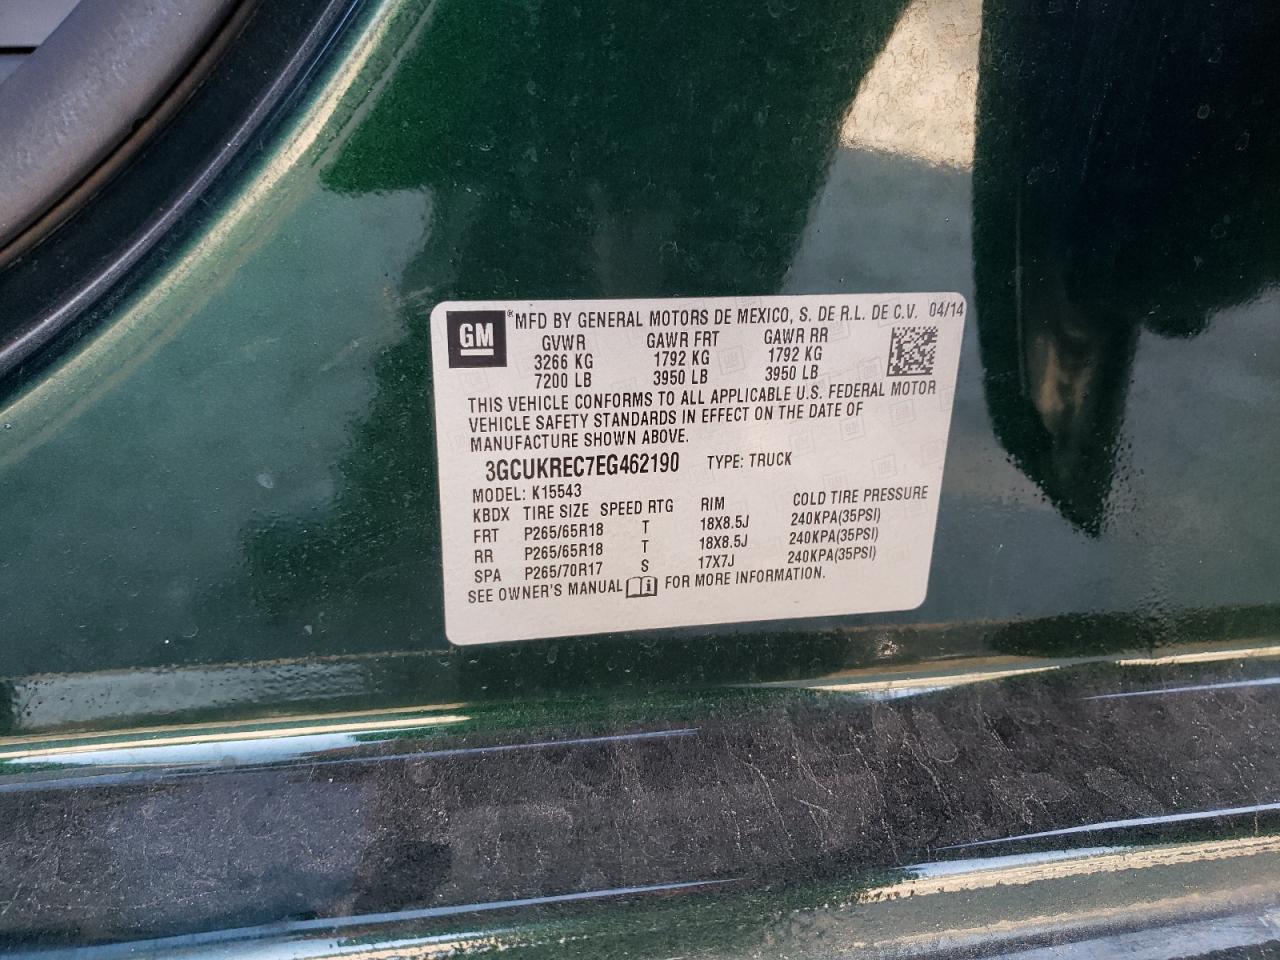 GM ® MFD BY GENERAL MOTORS DE MEXICO, S. DE R.L. DE C.V. 04/14
GVWR GAWR FRT GAWR RR
3266 KG 1792 KG 1792 KG
7200 LB 3950 LB 3950 LB
THIS VEHICLE CONFORMS TO ALL APPLICABLE U.S. FEDERAL MOTOR
VEHICLE SAFETY STANDARDS IN EFFECT ON THE DATE OF
MANUFACTURE SHOWN ABOVE.
3GCUKREC7EG462190 TYPE: TRUCK
MODEL: K15543
KBDX TIRE SIZE SPEED RTG RIM COLD TIRE PRESSURE
FRT P265/65R18 T 18X8.5J 240KPA(35PSI)
RR P265/65R18 T 18X8.5J 240KPA(35PSI)
SPA P265/70R17 S 17X7J 240KPA(35PSI)
SEE OWNER'S MANUAL FOR MORE INFORMATION.